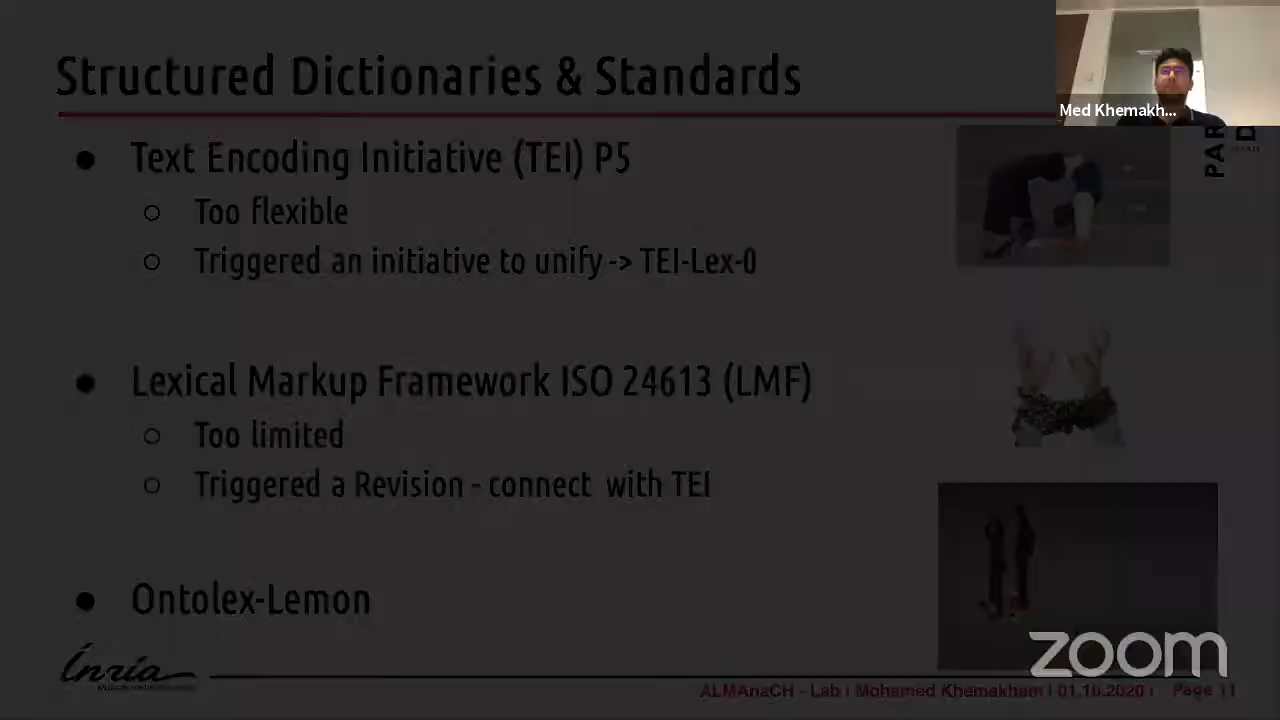 Structured Dictionaries & Standards
Med Khemakh...
PAR
● Text Encoding Initiative (TEI) P5
○ Too flexible
○ Triggered an initiative to unify -> TEI-Lex-0
● Lexical Markup Framework ISO 24613 (LMF)
○ Too limited
○ Triggered a Revision - connect with TEI
● Ontolex-Lemon
Inria
zoom
ALMAnaCH - Lab | Mohamed Khemakhem | 01.10.2020 | Page 11